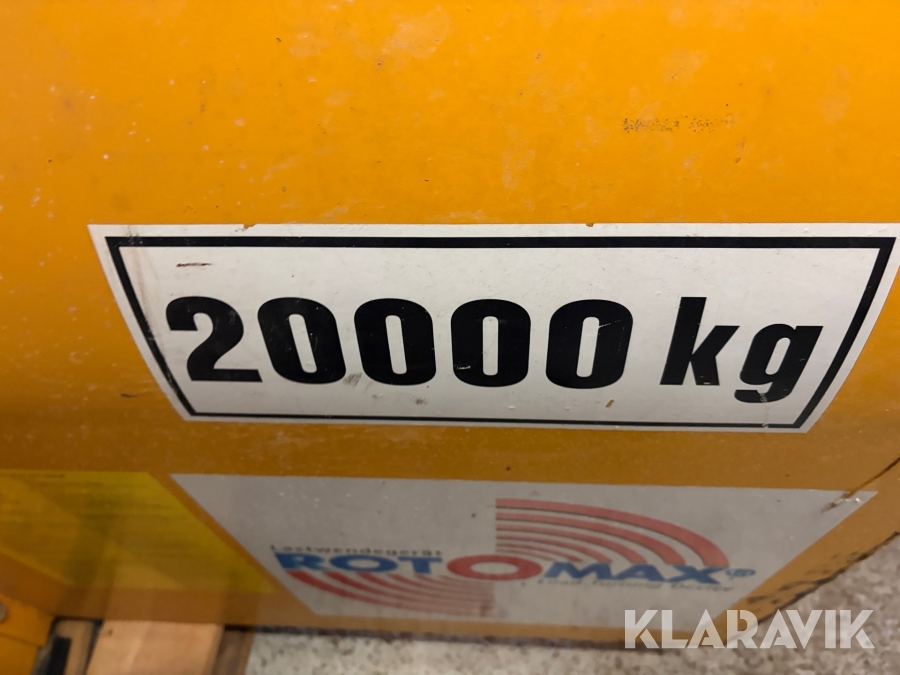 20000 kg
Lastwendegerät
ROTOMAX®
KLARAVIK